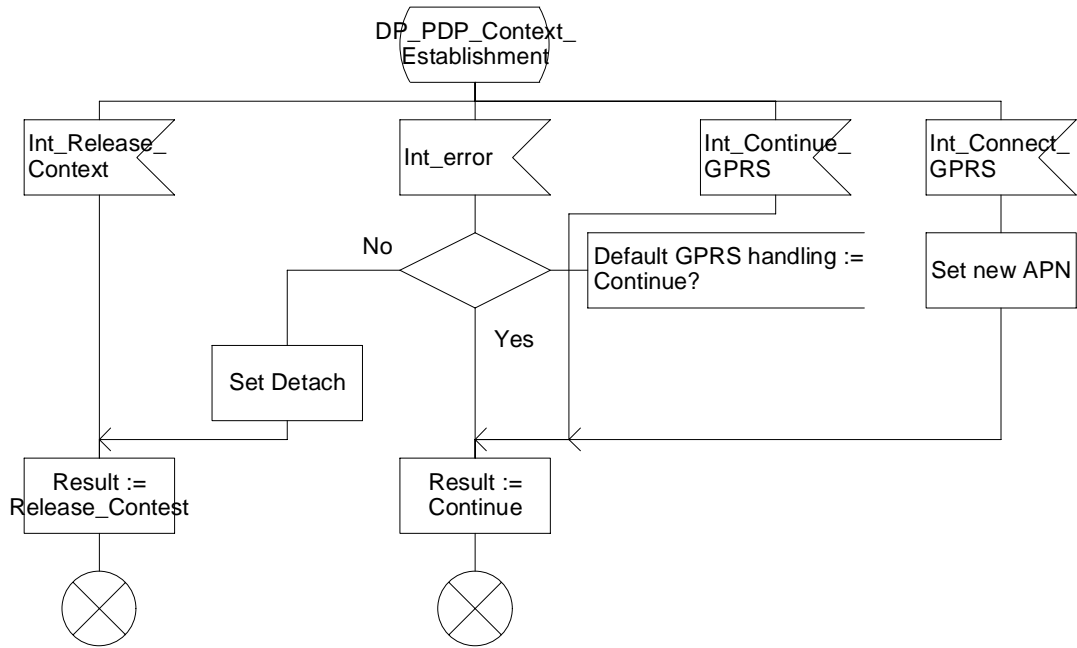 DP_PDP_Context_
Establishment
Int_Release_
Context
Int_error
Int_Continue_
GPRS
Int_Connect_
GPRS
No
Default GPRS handling :=
Continue?
Set new APN
Yes
Set Detach
Result :=
Release_Contest
Result :=
Continue